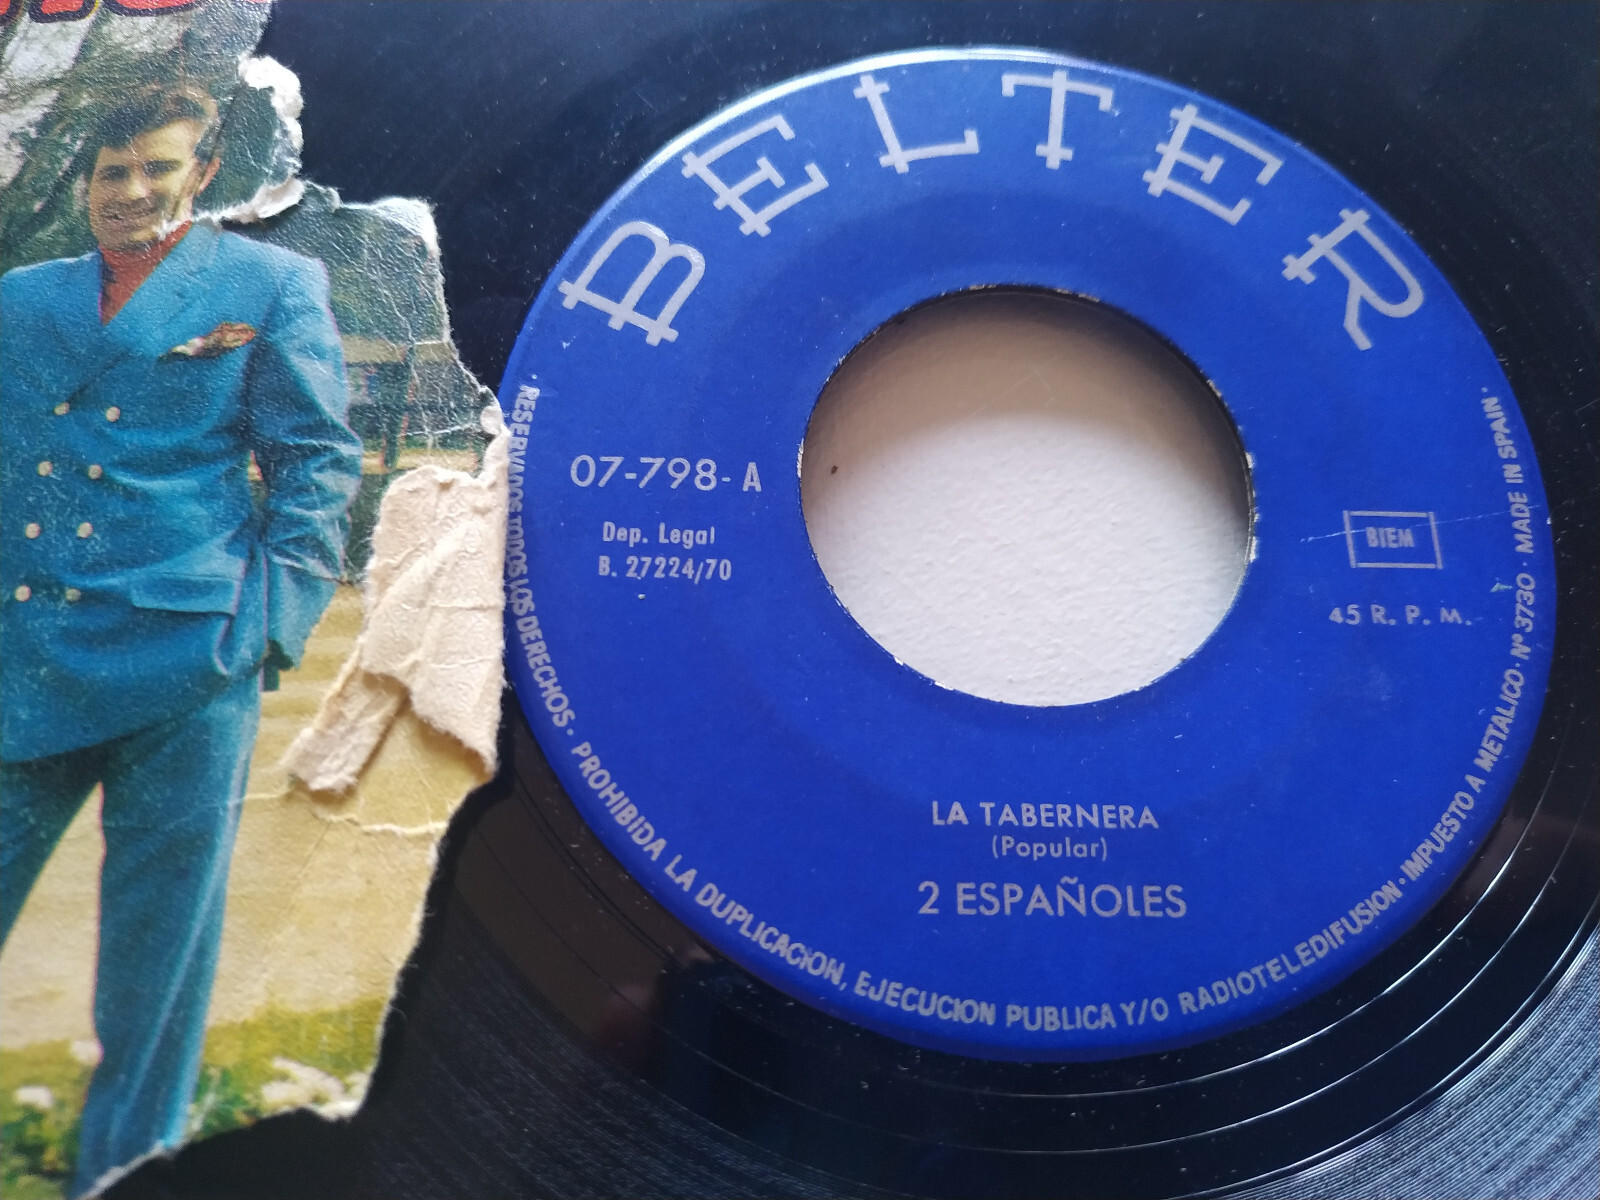 BELTER
07-798-A
Dep. Legal
B. 27224/70
BIEM
45 R. P. M.
LA TABERNERA
(Popular)
2 ESPAÑOLES
· RESERVADOS TODOS LOS DERECHOS · PROHIBIDA LA DUPLICACION, EJECUCION PUBLICA Y/O RADIOTELEDIFUSION · IMPUESTO A METALICO · Nº 3730 · MADE IN SPAIN ·